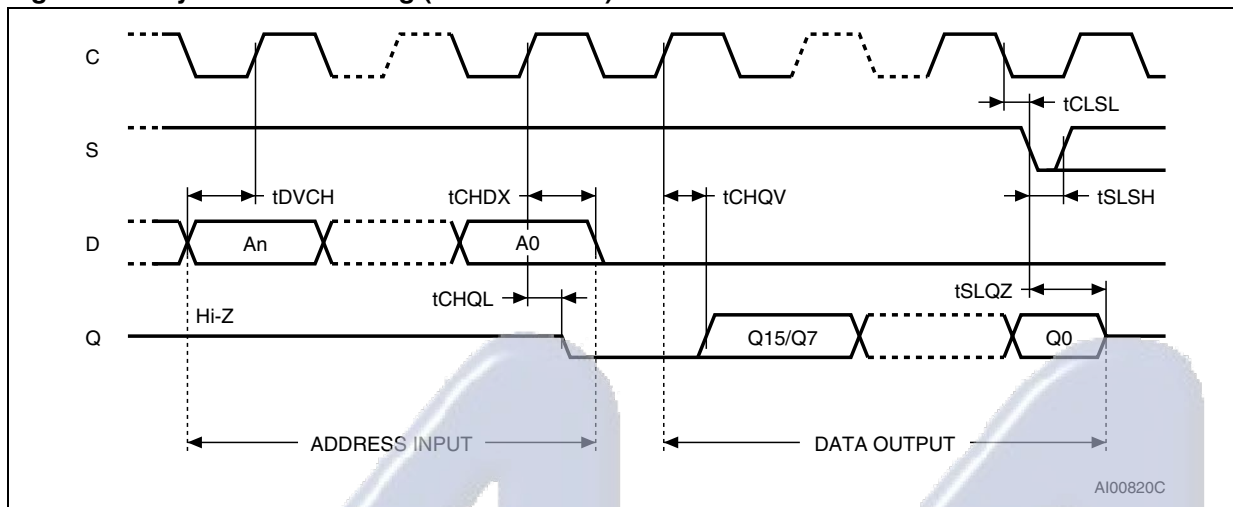 C
tCLSL
S
tDVCH
tCHDX
tCHQV
tSLSH
D
An
A0
tCHQL
tSLQZ
Hi-Z
Q
Q15/Q7
Q0
ADDRESS INPUT
DATA OUTPUT
AI00820C